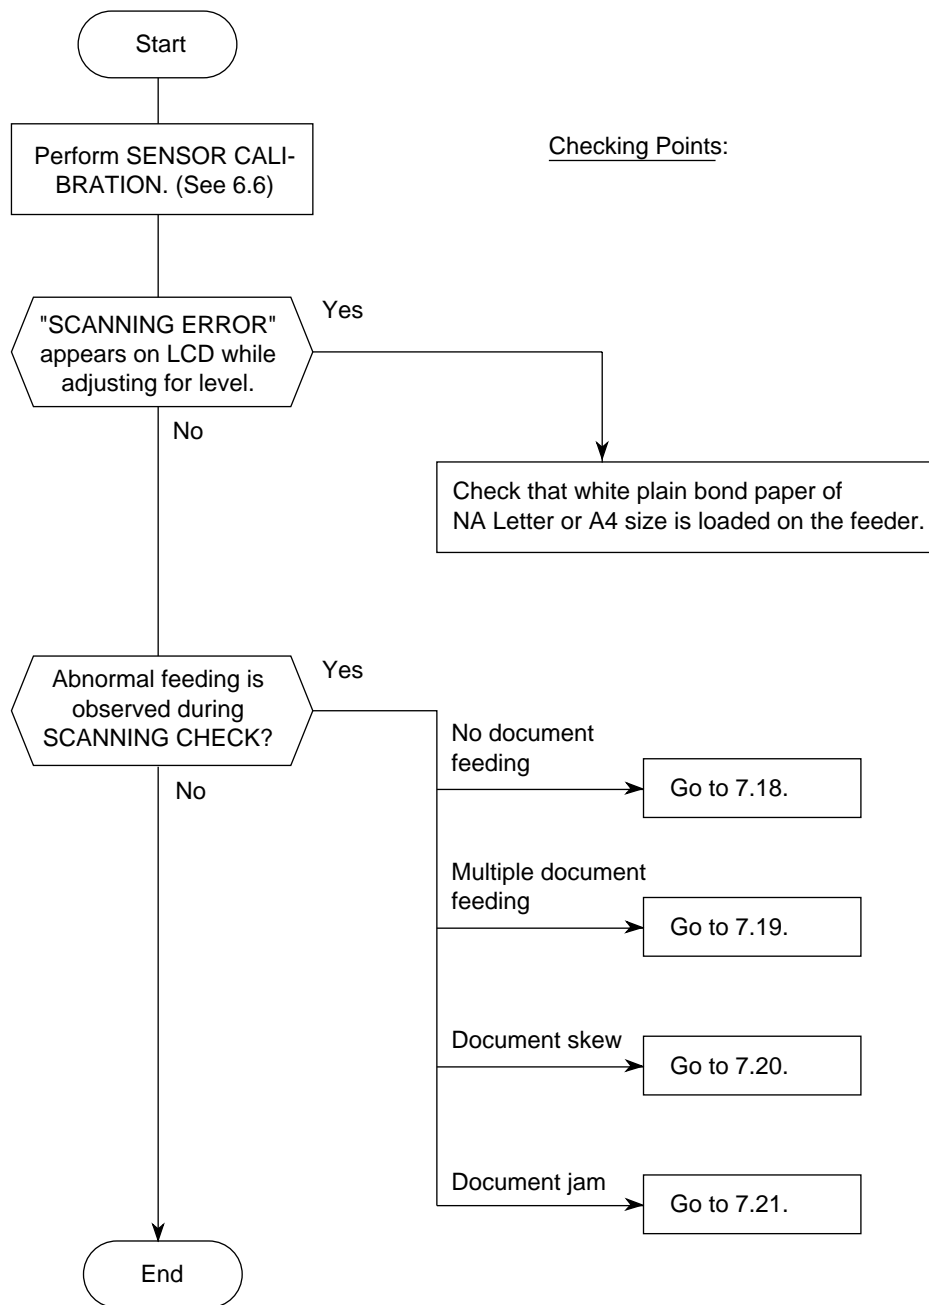 Start
Perform SENSOR CALI-
BRATION. (See 6.6)
Checking Points:
"SCANNING ERROR"
appears on LCD while
adjusting for level.
Yes
No
Check that white plain bond paper of
NA Letter or A4 size is loaded on the feeder.
Abnormal feeding is
observed during
SCANNING CHECK?
Yes
No
No document
feeding
Go to 7.18.
Multiple document
feeding
Go to 7.19.
Document skew
Go to 7.20.
Document jam
Go to 7.21.
End